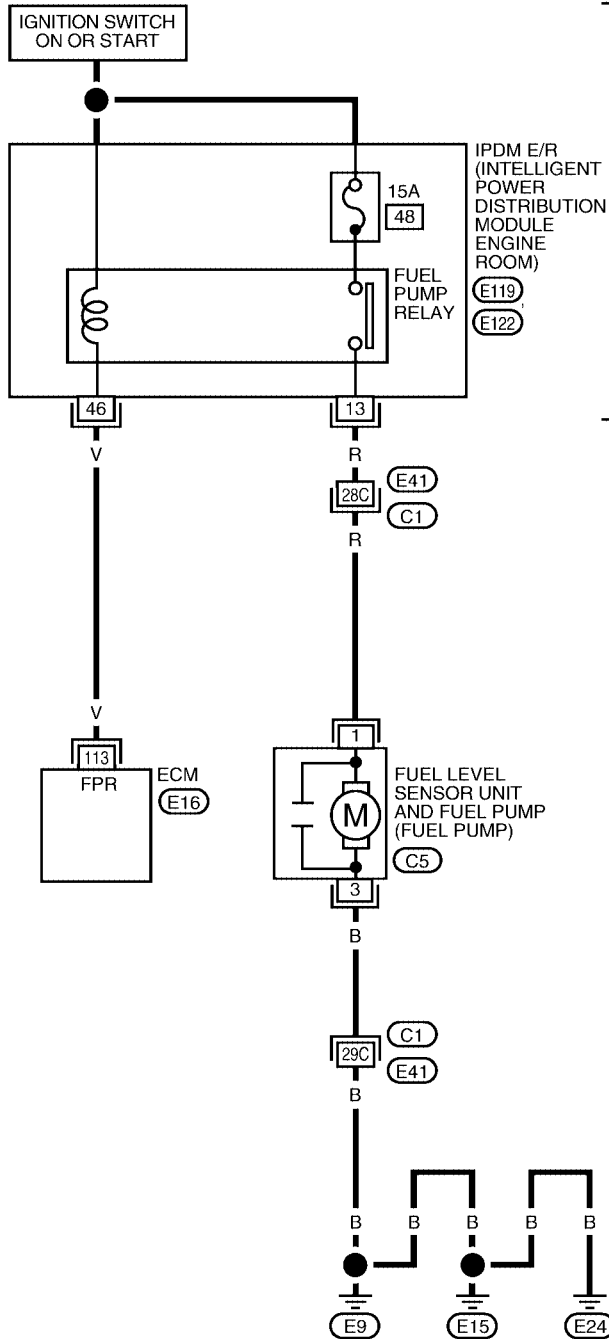 IGNITION SWITCH
ON OR START
IPDM E/R
(INTELLIGENT
POWER
DISTRIBUTION
MODULE
ENGINE
ROOM)
E119,
E122
15A
48
FUEL
PUMP
RELAY
46
13
V
R
28C
E41
C1
R
V
113
FPR
ECM
E16
1
M
FUEL LEVEL
SENSOR UNIT
AND FUEL PUMP
(FUEL PUMP)
C5
3
B
C1
29C
E41
B
B B B B B
E9 E15 E24